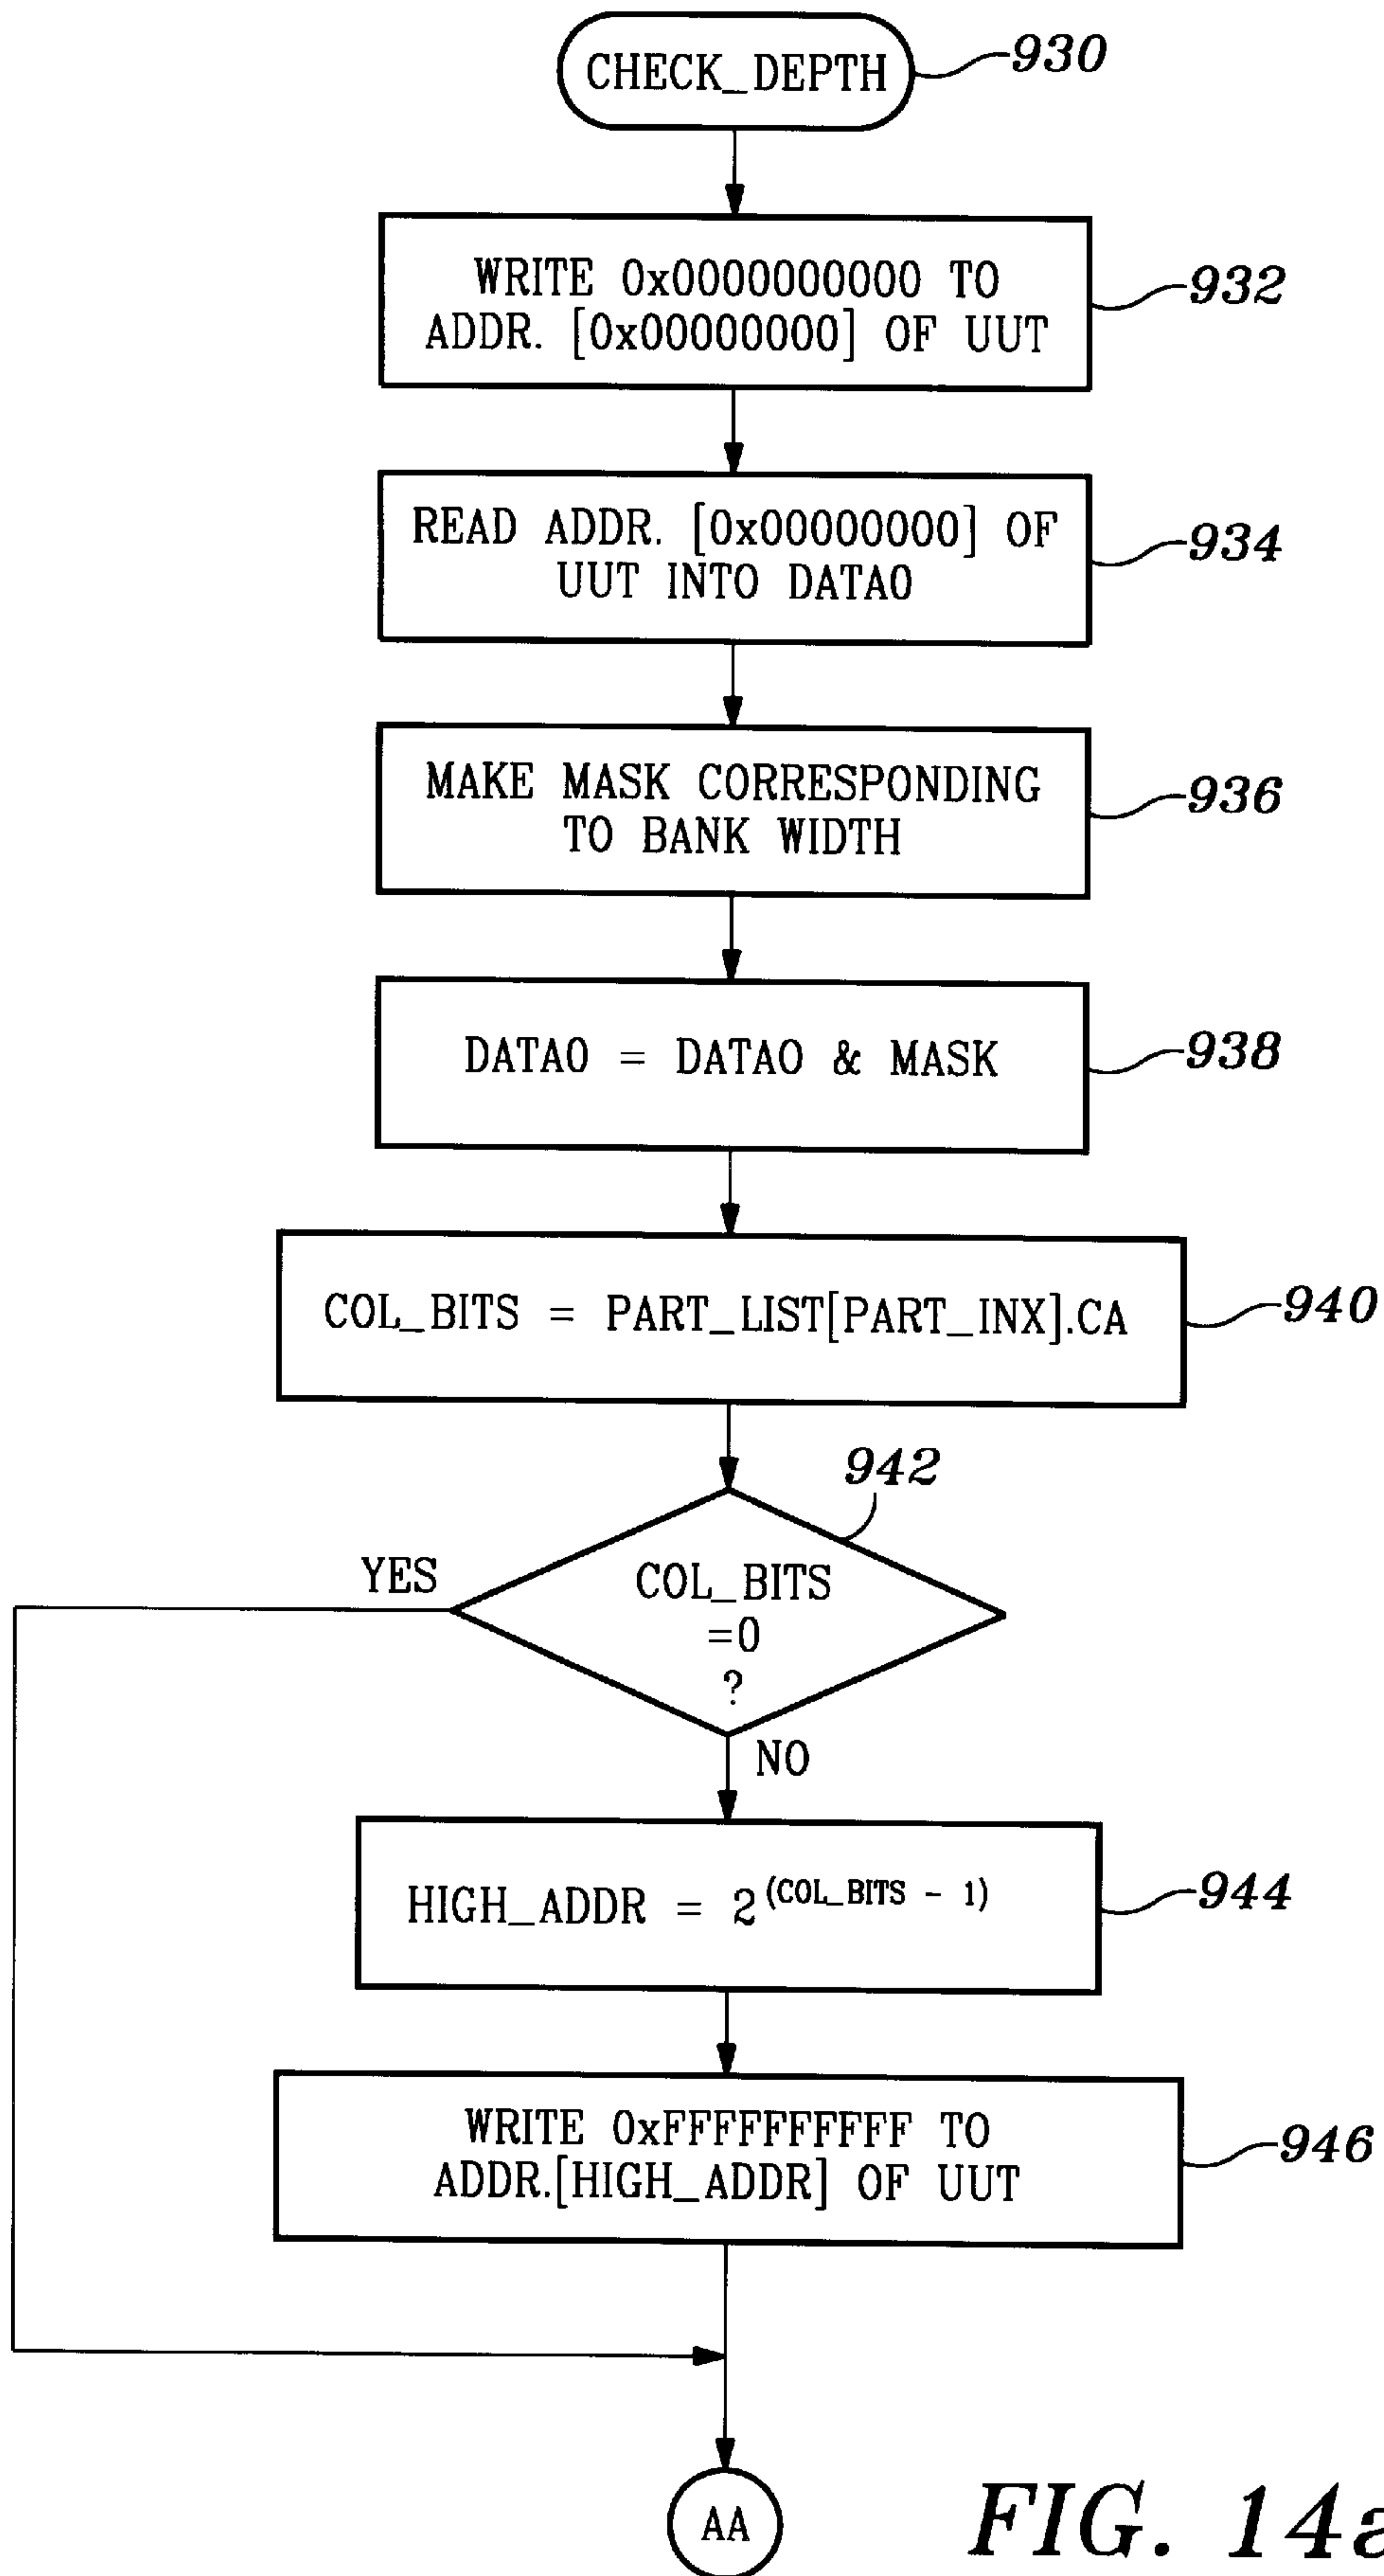 CHECK_DEPTH
930
WRITE 0x0000000000 TO
ADDR. [0x00000000] OF UUT
932
READ ADDR. [0x00000000] OF
UUT INTO DATA0
934
MAKE MASK CORRESPONDING
TO BANK WIDTH
936
DATA0 = DATA0 & MASK
938
COL_BITS = PART_LIST[PART_INX].CA
940
942
YES
COL_BITS
=0
?
NO
HIGH_ADDR = 2(COL_BITS - 1)
944
WRITE 0xFFFFFFFFFF TO
ADDR.[HIGH_ADDR] OF UUT
946
AA
FIG. 14a